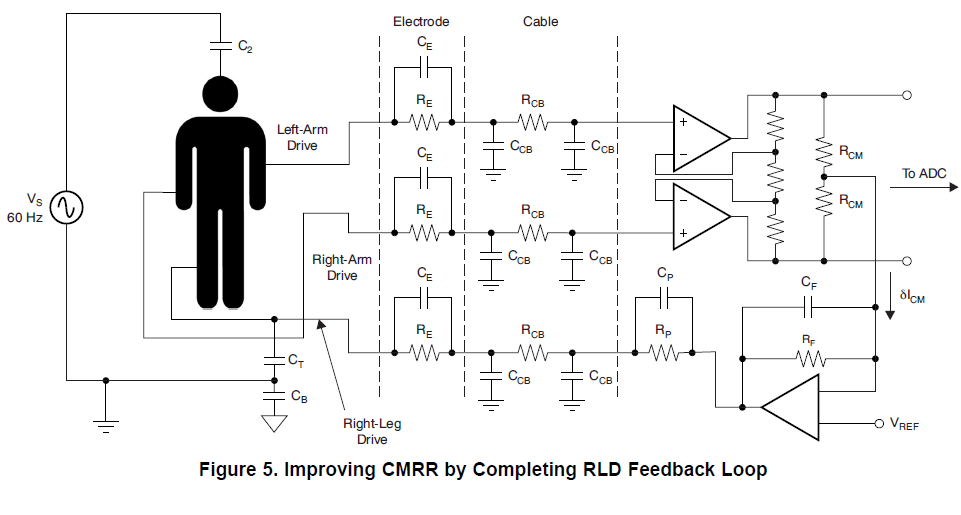 Electrode
Cable
C2
CE
RE
RCB
CCB
CCB
Left-Arm
Drive
+
−
RCM
RCM
To ADC
VS
60 Hz
CE
RE
RCB
CCB
CCB
−
+
Right-Arm
Drive
CE
RE
RCB
CCB
CCB
CP
RP
CF
RF
δICM
CT
CB
VREF
Right-Leg
Drive
Figure 5. Improving CMRR by Completing RLD Feedback Loop